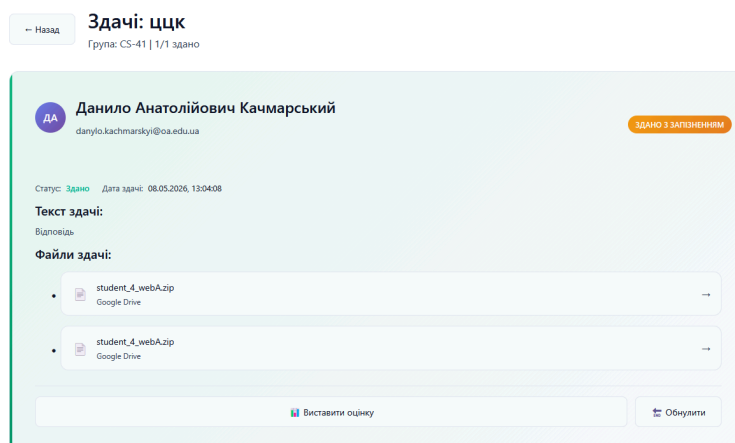 ← Назад
Здачі: ццк
Група: CS-41 | 1/1 здано
ДА
Данило Анатолійович Качмарський
danylo.kachmarskyi@oa.edu.ua
ЗДАНО З ЗАПІЗНЕННЯМ
Статус: Здано Дата здачі: 08.05.2026, 13:04:08
Текст здачі:
Відповідь
Файли здачі:
student_4_webA.zip
Google Drive
→
student_4_webA.zip
Google Drive
→
Виставити оцінку
Обнулити